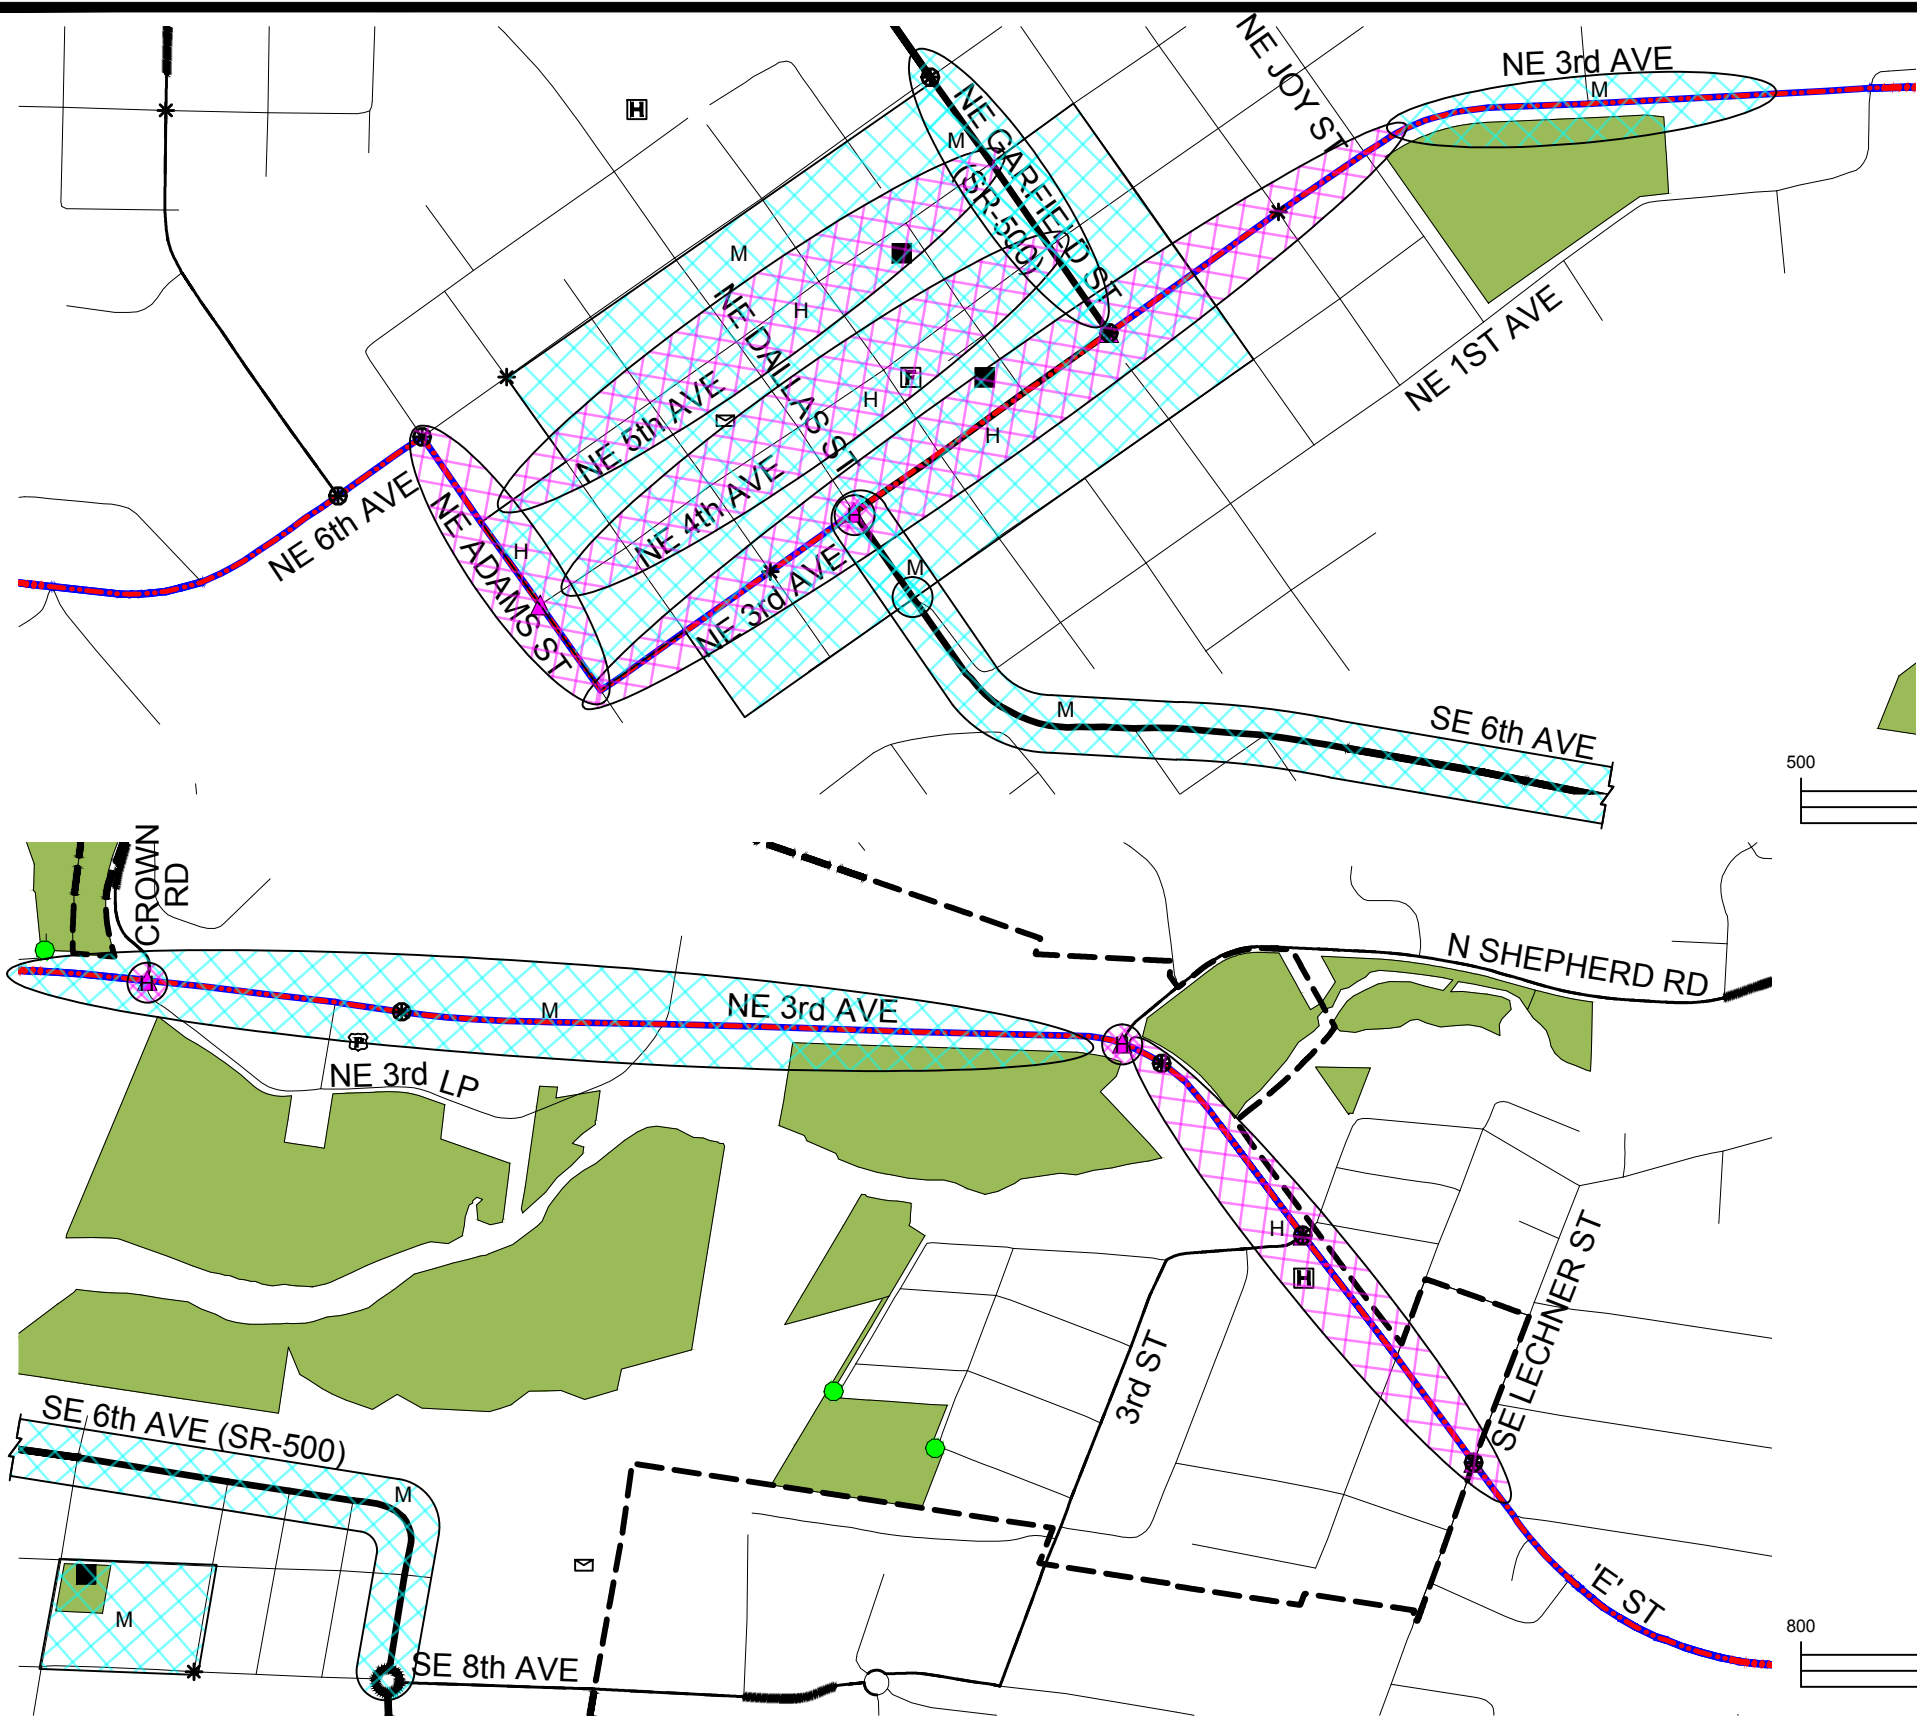 NE JOY ST
NE 3rd AVE
M
H
NE GARFIELD ST
(SR-500)
M
M
H
NE DALLAS ST
NE 1ST AVE
NE 5th AVE
F
H
H
NE 4th AVE
NE 6th AVE
NE ADAMS ST
H
NE 3rd AVE
M
M
SE 6th AVE
500
CROWN
RD
N SHEPHERD RD
H
M
NE 3rd AVE
P
NE 3rd LP
H
H
SE LECHNER ST
3rd ST
SE 6th AVE (SR-500)
M
M
'E' ST
SE 8th AVE
800